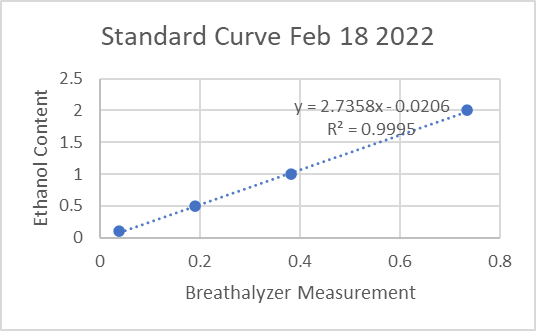 Standard Curve Feb 18 2022
2.5
y = 2.7358x - 0.0206
2
R² = 0.9995
1.5
1
0.5
0
Ethanol Content
0 0.2 0.4 0.6 0.8
Breathalyzer Measurement